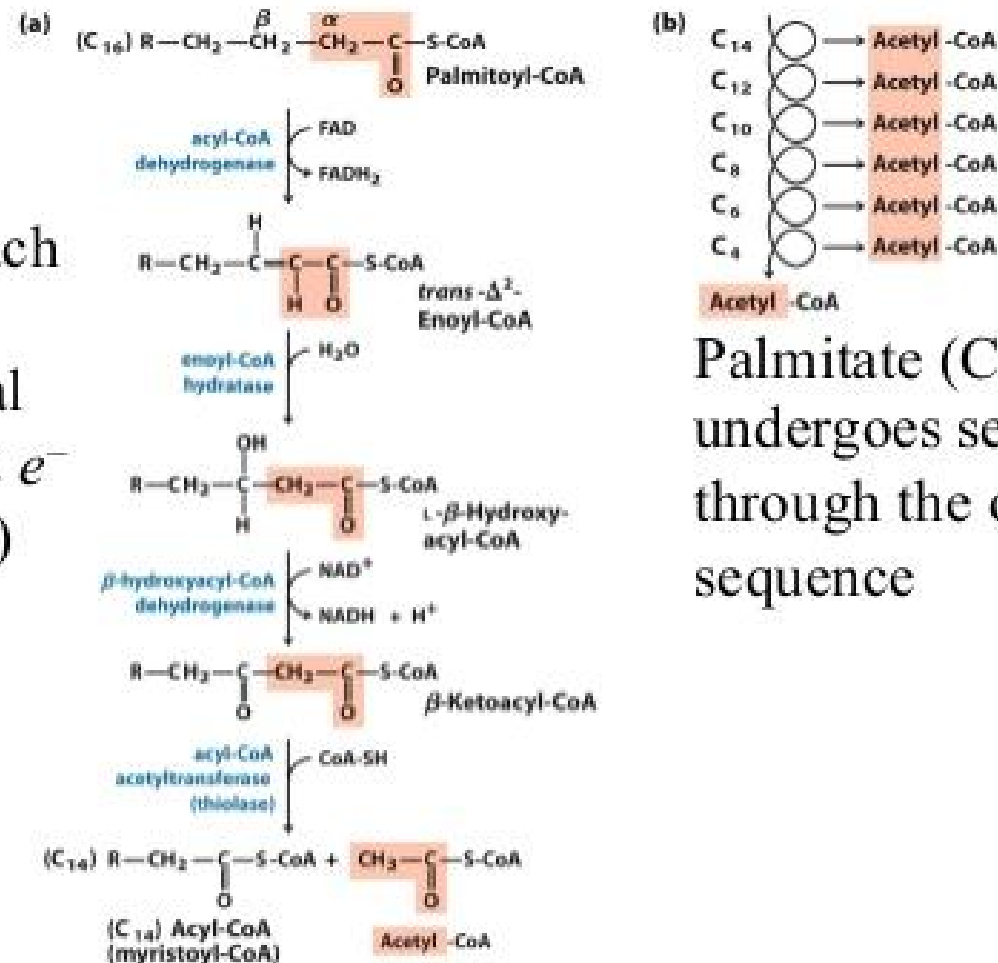 (a)
β α
(C₁₆) R—CH₂—CH₂—CH₂—C—S-CoA
O
Palmitoyl-CoA
acyl-CoA
dehydrogenase
FAD
FADH₂
H
R—CH₂—C=C—C—S-CoA
H O
trans-Δ²-
Enoyl-CoA
enoyl-CoA
hydratase
H₂O
OH
R—CH₂—C—CH₂—C—S-CoA
H O
L-β-Hydroxy-
acyl-CoA
β-hydroxyacyl-CoA
dehydrogenase
NAD⁺
NADH + H⁺
R—CH₂—C—CH₂—C—S-CoA
O O
β-Ketoacyl-CoA
acyl-CoA
acetyltransferase
(thiolase)
CoA-SH
(C₁₄) R—CH₂—C—S-CoA + CH₃—C—S-CoA
O O
(C₁₄) Acyl-CoA
(myristoyl-CoA)
Acetyl -CoA
(b)
C₁₄ Acetyl -CoA
C₁₂ Acetyl -CoA
C₁₀ Acetyl -CoA
C₈ Acetyl -CoA
C₆ Acetyl -CoA
C₄ Acetyl -CoA
Acetyl -CoA
Palmitate (C
undergoes se
through the
sequence
ch
al
e⁻
)